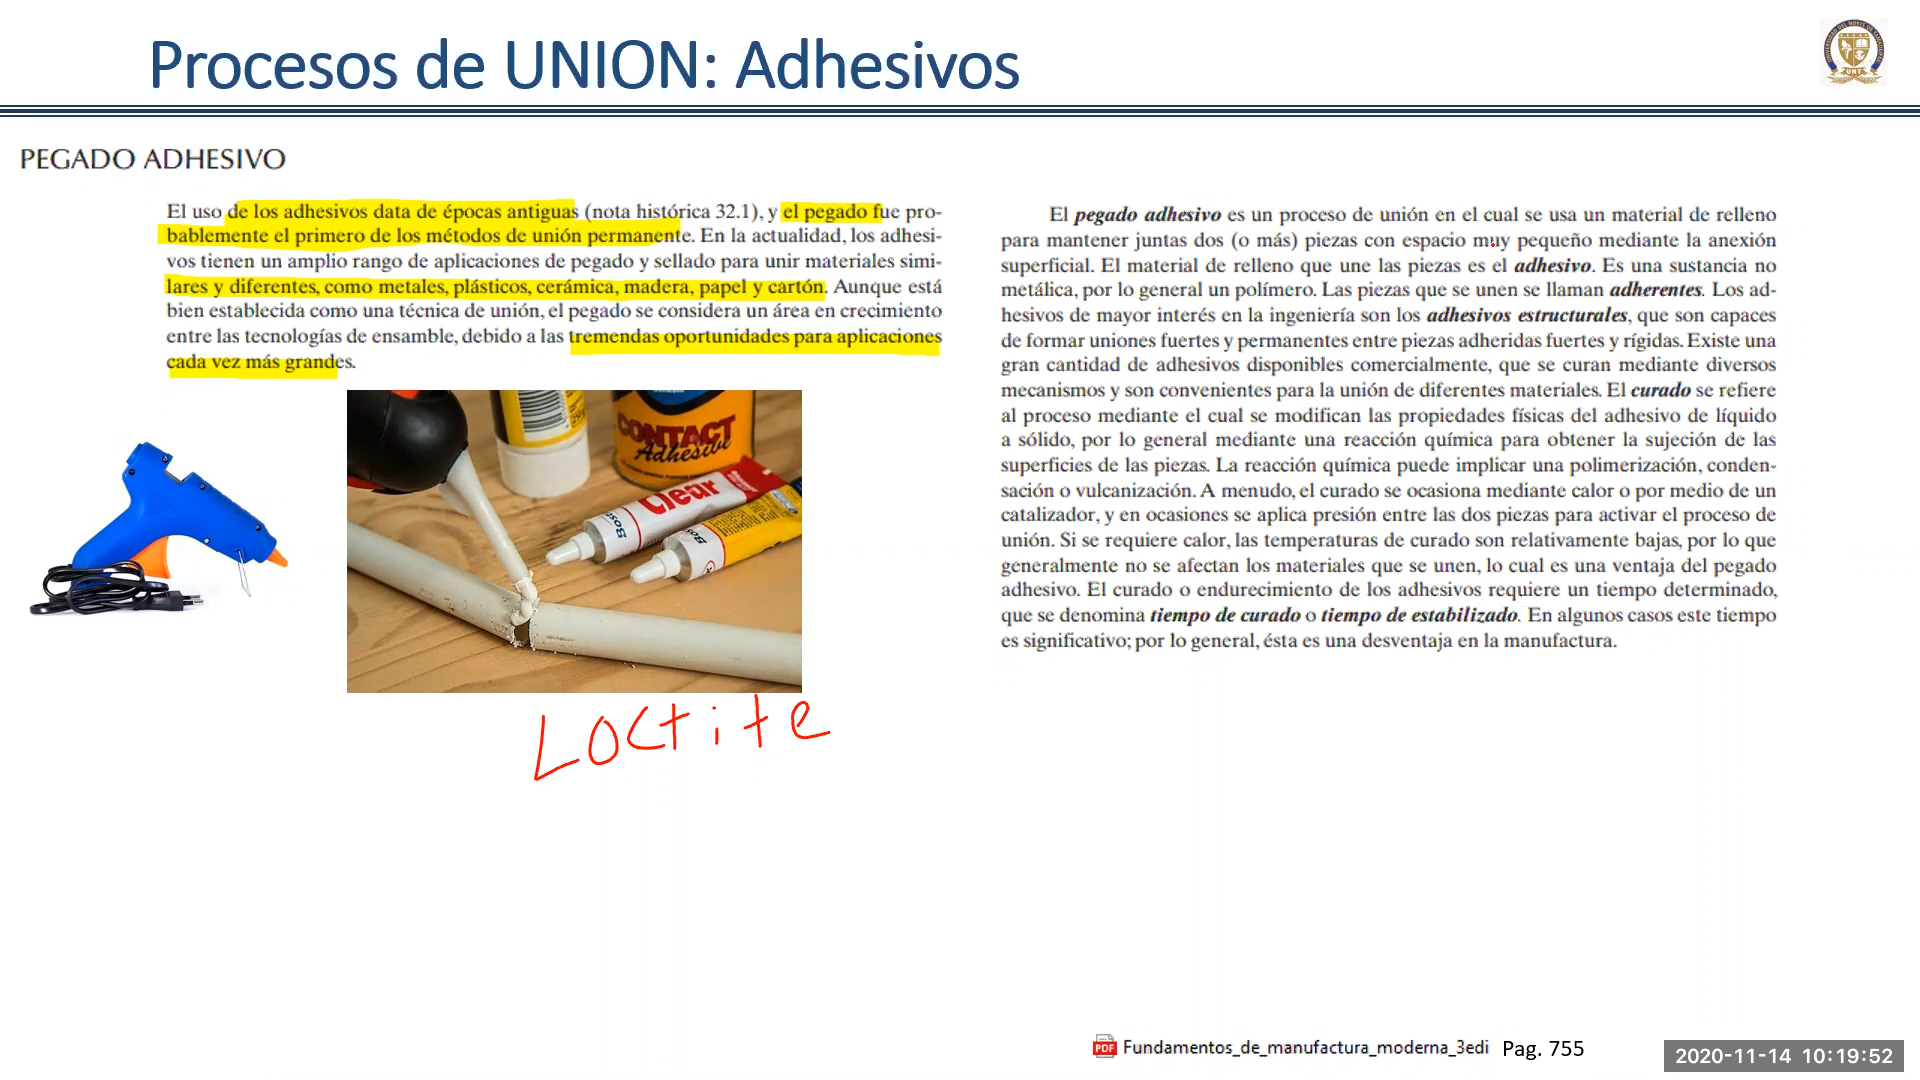 Procesos de UNION: Adhesivos
PEGADO ADHESIVO
El uso de los adhesivos data de épocas antiguas (nota histórica 32.1), y el pegado fue pro-
bablemente el primero de los métodos de unión permanente. En la actualidad, los adhesi-
vos tienen un amplio rango de aplicaciones de pegado y sellado para unir materiales simi-
lares y diferentes, como metales, plásticos, cerámica, madera, papel y cartón. Aunque está
bien establecida como una técnica de unión, el pegado se considera un área en crecimiento
entre las tecnologías de ensamble, debido a las tremendas oportunidades para aplicaciones
cada vez más grandes.
CONTACT
Adhesive
Clear
Bost
Bos
Loctite
El pegado adhesivo es un proceso de unión en el cual se usa un material de relleno
para mantener juntas dos (o más) piezas con espacio muy pequeño mediante la anexión
superficial. El material de relleno que une las piezas es el adhesivo. Es una sustancia no
metálica, por lo general un polímero. Las piezas que se unen se llaman adherentes. Los ad-
hesivos de mayor interés en la ingeniería son los adhesivos estructurales, que son capaces
de formar uniones fuertes y permanentes entre piezas adheridas fuertes y rígidas. Existe una
gran cantidad de adhesivos disponibles comercialmente, que se curan mediante diversos
mecanismos y son convenientes para la unión de diferentes materiales. El curado se refiere
al proceso mediante el cual se modifican las propiedades físicas del adhesivo de líquido
a sólido, por lo general mediante una reacción química para obtener la sujeción de las
superficies de las piezas. La reacción química puede implicar una polimerización, conden-
sación o vulcanización. A menudo, el curado se ocasiona mediante calor o por medio de un
catalizador, y en ocasiones se aplica presión entre las dos piezas para activar el proceso de
unión. Si se requiere calor, las temperaturas de curado son relativamente bajas, por lo que
generalmente no se afectan los materiales que se unen, lo cual es una ventaja del pegado
adhesivo. El curado o endurecimiento de los adhesivos requiere un tiempo determinado,
que se denomina tiempo de curado o tiempo de estabilizado. En algunos casos este tiempo
es significativo; por lo general, ésta es una desventaja en la manufactura.
PDF Fundamentos_de_manufactura_moderna_3edi Pag. 755
2020-11-14 10:19:52